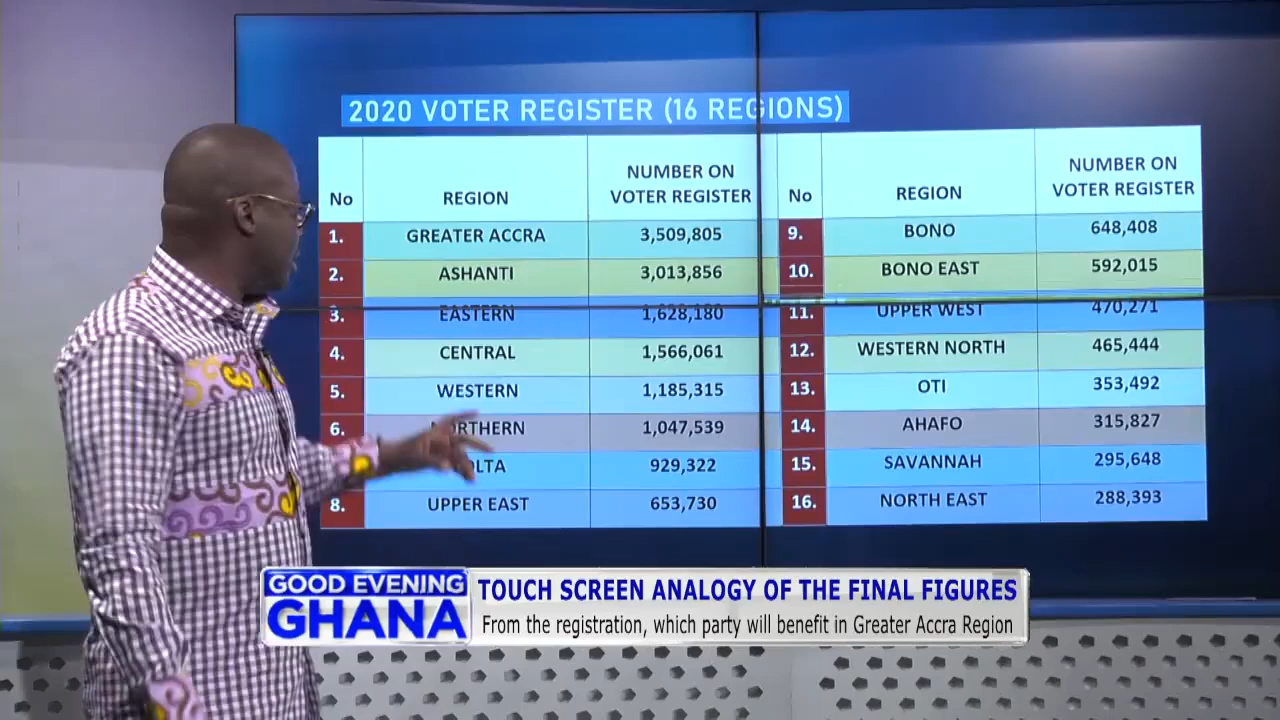 2020 VOTER REGISTER (16 REGIONS)
No REGION NUMBER ON VOTER REGISTER
1. GREATER ACCRA 3,509,805
2. ASHANTI 3,013,856
3. EASTERN 1,628,180
4. CENTRAL 1,566,061
5. WESTERN 1,185,315
6. NORTHERN 1,047,539
OLTA 929,322
8. UPPER EAST 653,730
No REGION NUMBER ON VOTER REGISTER
9. BONO 648,408
10. BONO EAST 592,015
11. UPPER WEST 470,271
12. WESTERN NORTH 465,444
13. OTI 353,492
14. AHAFO 315,827
15. SAVANNAH 295,648
16. NORTH EAST 288,393
GOOD EVENING
GHANA
TOUCH SCREEN ANALOGY OF THE FINAL FIGURES
From the registration, which party will benefit in Greater Accra Region